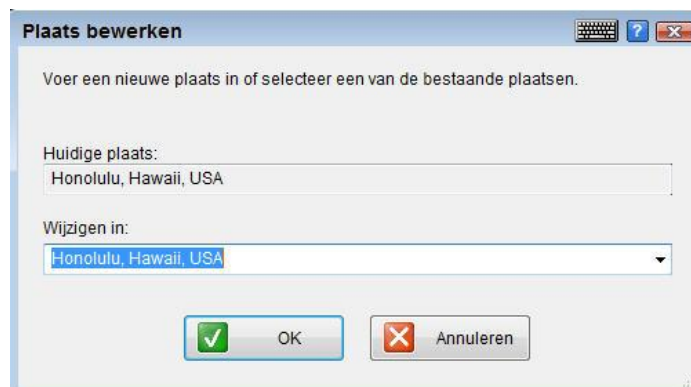 Plaats bewerken
?
Voer een nieuwe plaats in of selecteer een van de bestaande plaatsen.
Huidige plaats:
Honolulu, Hawaii, USA
Wijzigen in:
Honolulu, Hawaii, USA
OK
Annuleren